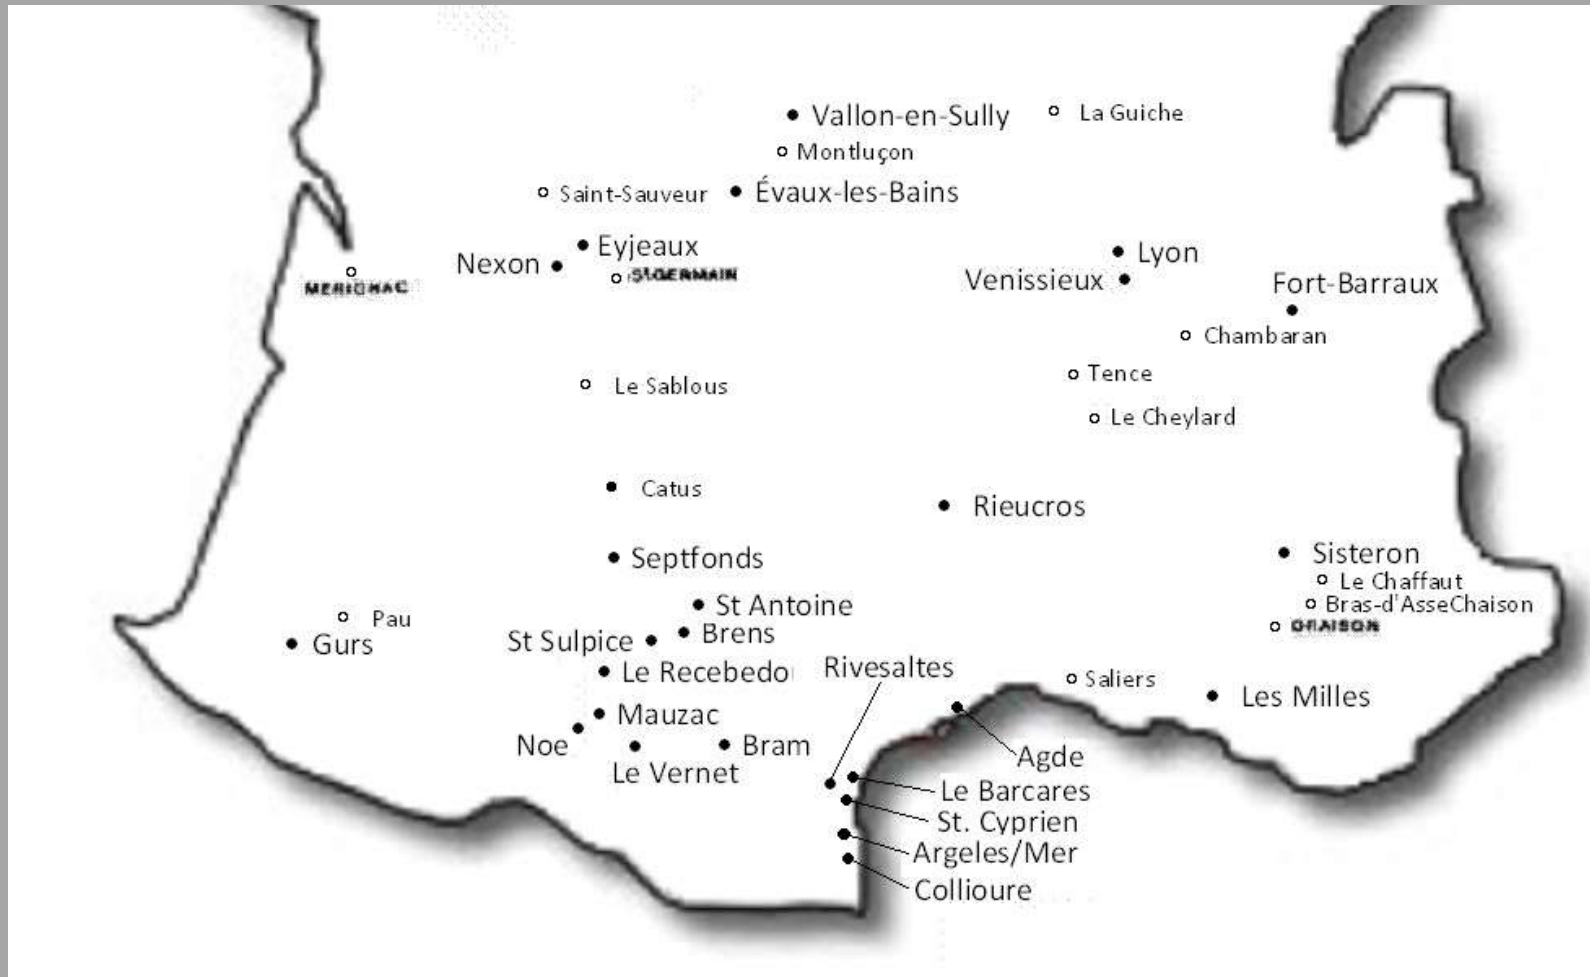 Vallon-en-Sully
La Guiche
Montluçon
Saint-Sauveur
Évaux-les-Bains
Eyjeaux
Nexon
ST.GERMAIN
MERIGNAC
Lyon
Venissieux
Fort-Barraux
Chambaran
Tence
Le Sablous
Le Cheylard
Catus
Rieucros
Septfonds
Sisteron
Le Chaffaut
Bras-d'AsseChaison
ORAISON
St Antoine
Brens
St Sulpice
Pau
Gurs
Le Recebedo
Rivesaltes
Saliers
Les Milles
Mauzac
Noe
Bram
Le Vernet
Agde
Le Barcares
St. Cyprien
Argeles/Mer
Collioure